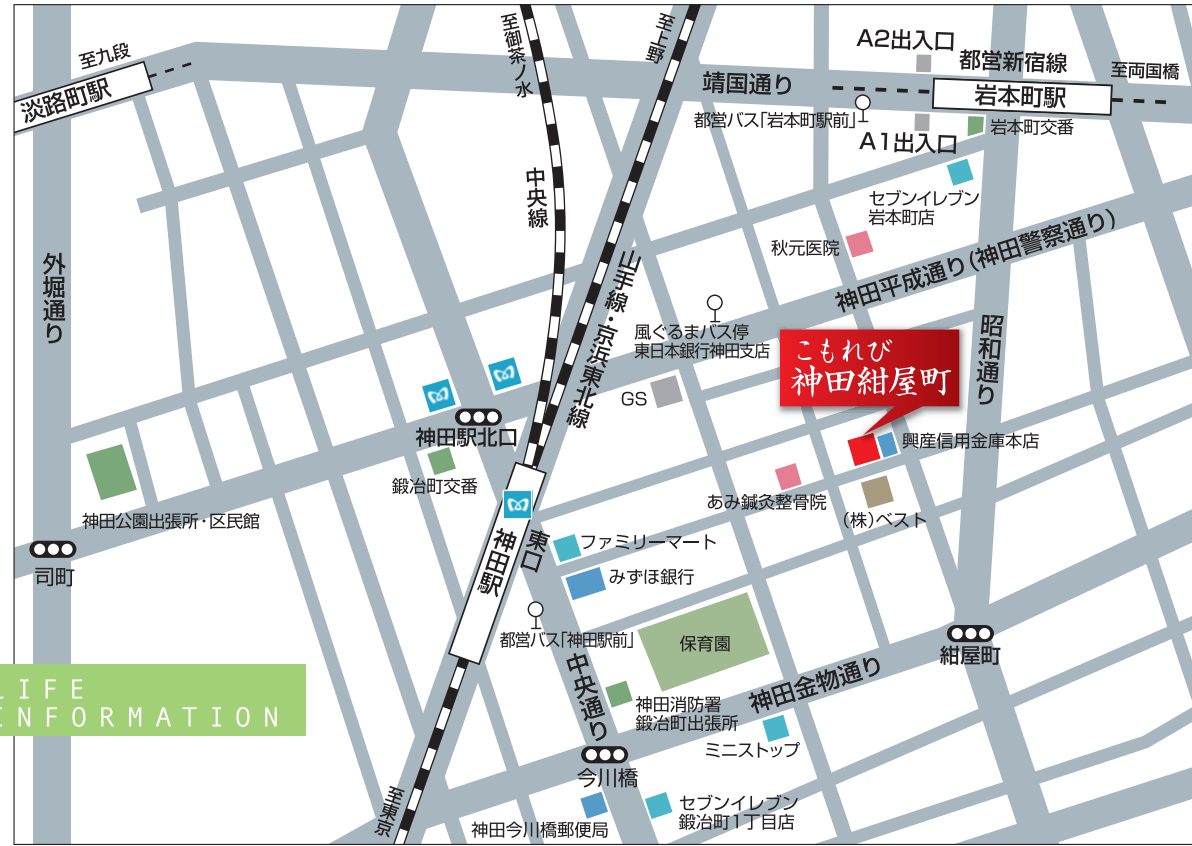 至九段
淡路町駅
至御茶ノ水
至上野
A2出入口
都営新宿線
至両国橋
靖国通り
岩本町駅
都営バス「岩本町駅前」
A1出入口
岩本町交番
セブンイレブン
岩本町店
中央線
秋元医院
神田平成通り(神田警察通り)
外堀通り
山手線・京浜東北線
風ぐるまバス停
東日本銀行神田支店
昭和通り
こもれび
神田紺屋町
GS
神田駅北口
興産信用金庫本店
鍛冶町交番
あみ鍼灸整骨院
(株)ベスト
神田公園出張所・区民館
東口
神田駅
ファミリーマート
司町
みずほ銀行
都営バス「神田駅前」
保育園
紺屋町
中央通り
神田金物通り
LIFE
INFORMATION
神田消防署
鍛冶町出張所
ミニストップ
今川橋
至東京
神田今川橋郵便局
セブンイレブン
鍛冶町1丁目店